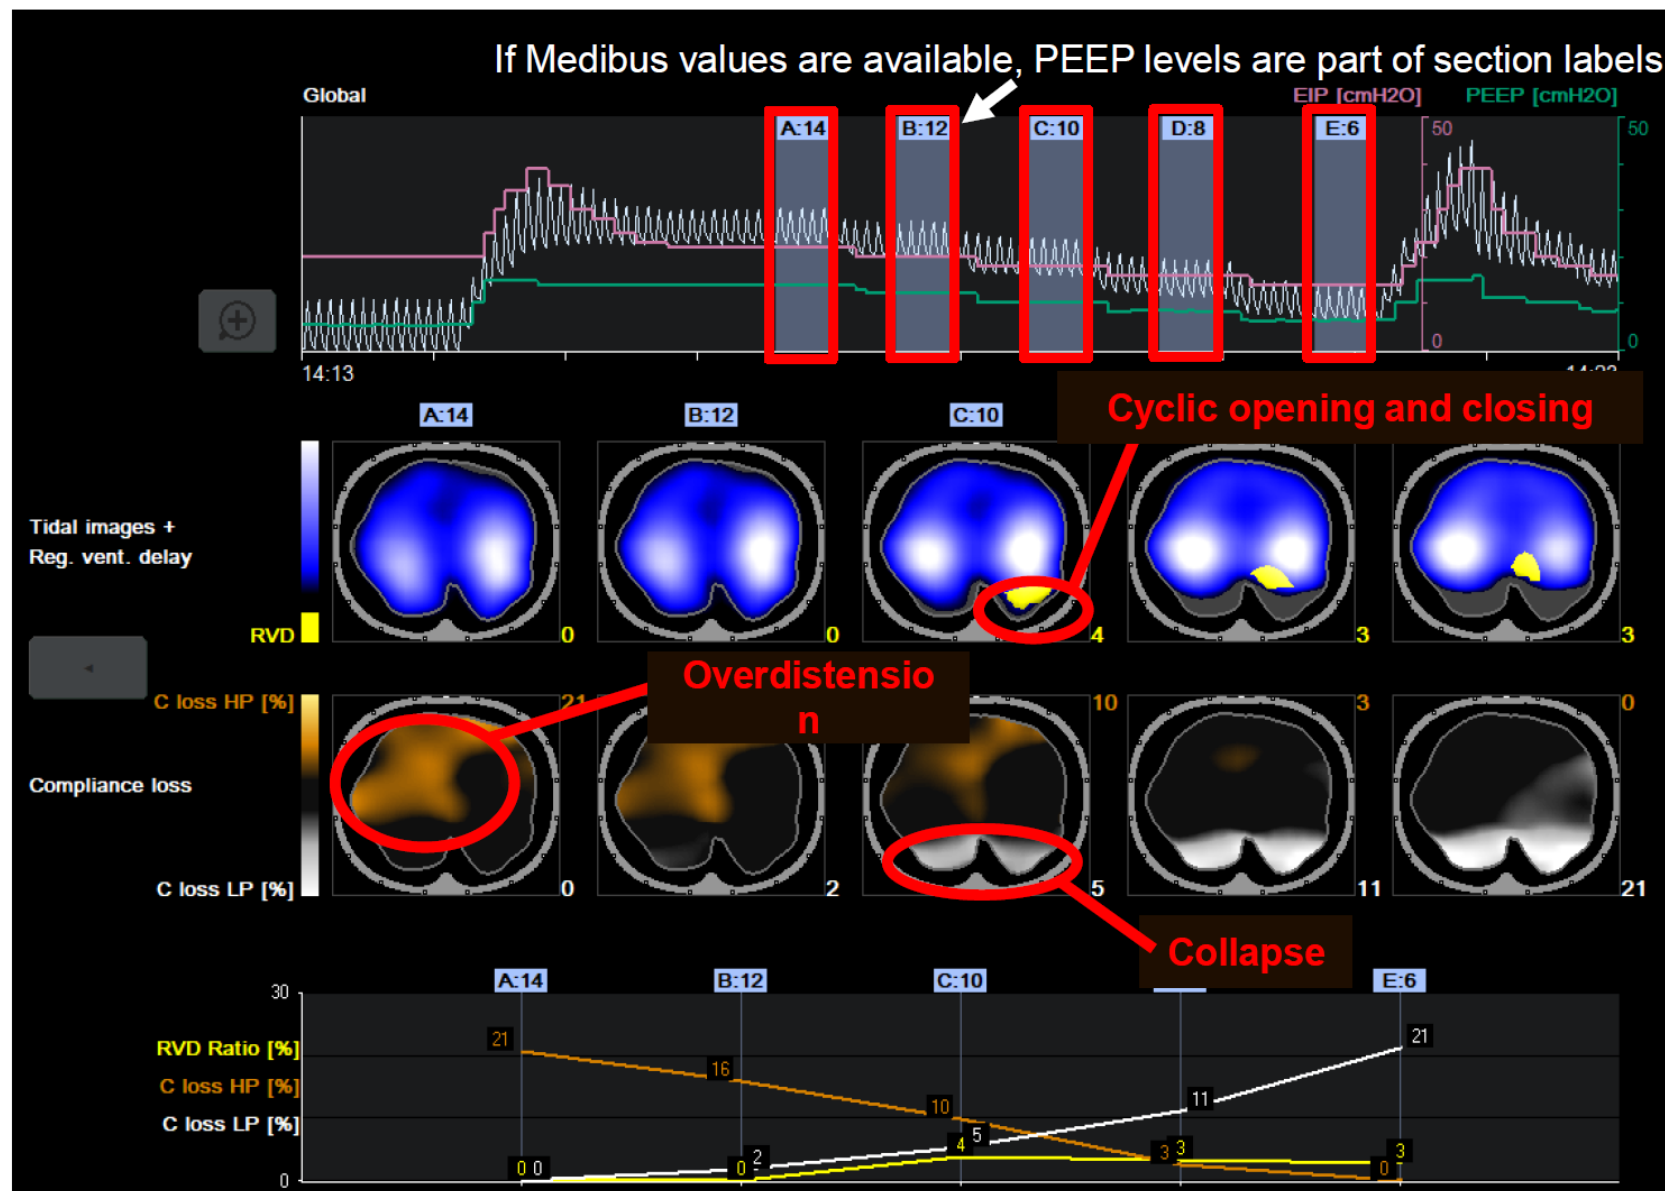 If Medibus values are available, PEEP levels are part of section labels
Global
EIP [cmH2O]
PEEP [cmH2O]
A:14
B:12
C:10
D:8
E:6
50
50
0
0
14:13
A:14
B:12
C:10
Cyclic opening and closing
Tidal images +
Reg. vent. delay
RVD
0
0
4
3
3
Overdistensio
n
C loss HP [%]
21
10
3
0
Compliance loss
C loss LP [%]
0
2
5
11
21
Collapse
A:14
B:12
C:10
E:6
30
RVD Ratio [%]
C loss HP [%]
C loss LP [%]
0
21
16
10
3
0
0
2
5
11
21
0
0
4
3
3